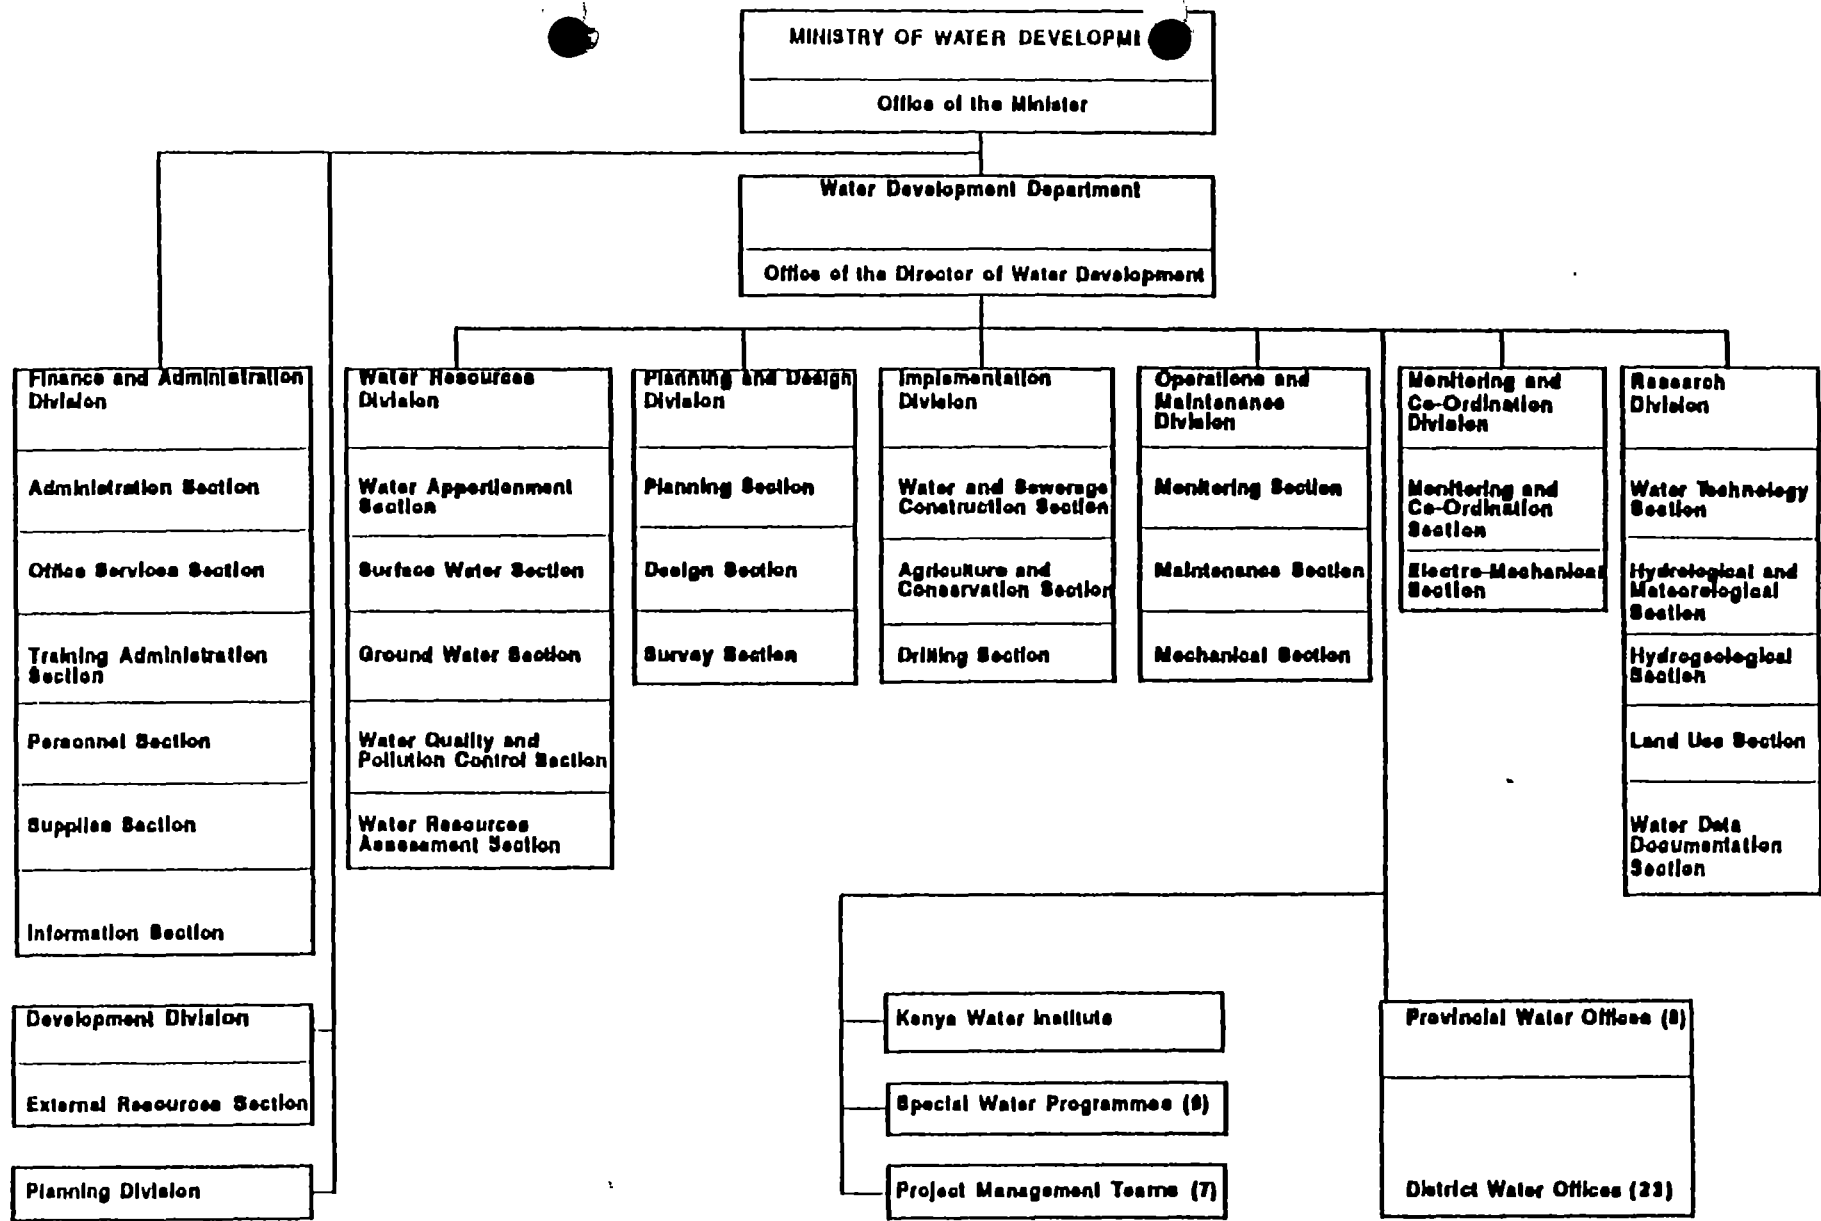 MINISTRY OF WATER DEVELOPME
Office of the Minister
Water Development Department
Office of the Director of Water Development
Finance and Administration
Division
Administration Section
Office Services Section
Training Administration
Section
Personnel Section
Supplies Section
Information Section
Water Resources
Division
Water Apportionment
Section
Surface Water Section
Ground Water Section
Water Quality and
Pollution Control Section
Water Resources
Assessment Section
Planning and Design
Division
Planning Section
Design Section
Survey Section
Implementation
Division
Water and Sewerage
Construction Section
Agriculture and
Conservation Section
Drilling Section
Operations and
Maintenance
Division
Monitoring Section
Maintenance Section
Mechanical Section
Monitoring and
Co-Ordination
Division
Monitoring and
Co-Ordination
Section
Electro-Mechanical
Section
Research
Division
Water Technology
Section
Hydrological and
Meteorological
Section
Hydrogeological
Section
Land Use Section
Water Data
Documentation
Section
Development Division
External Resources Section
Planning Division
Kenya Water Institute
Special Water Programmes
Project Management Teams (7)
Provincial Water Offices
District Water Offices